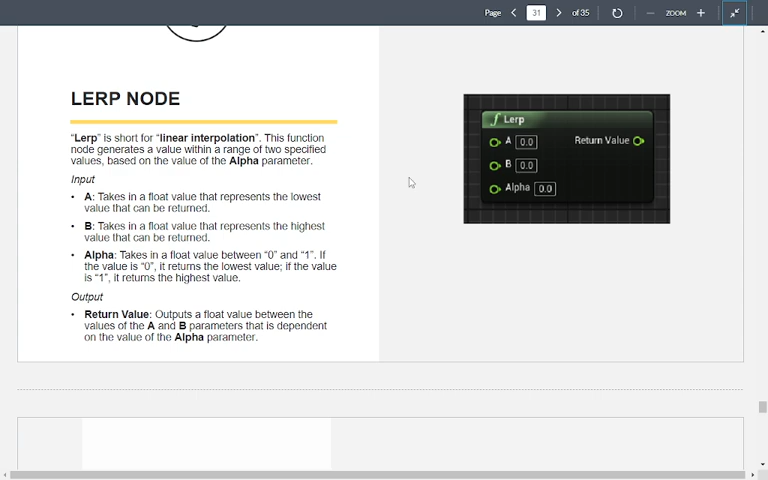 Page 31 of 35 ZOOM
LERP NODE
“Lerp” is short for “linear interpolation”. This function
node generates a value within a range of two specified
values, based on the value of the Alpha parameter.
Input
• A: Takes in a float value that represents the lowest
value that can be returned.
• B: Takes in a float value that represents the highest
value that can be returned.
• Alpha: Takes in a float value between “0” and “1”. If
the value is “0”, it returns the lowest value; if the value
is “1”, it returns the highest value.
Output
• Return Value: Outputs a float value between the
values of the A and B parameters that is dependent
on the value of the Alpha parameter.
f Lerp
A 0.0 Return Value
B 0.0
Alpha 0.0